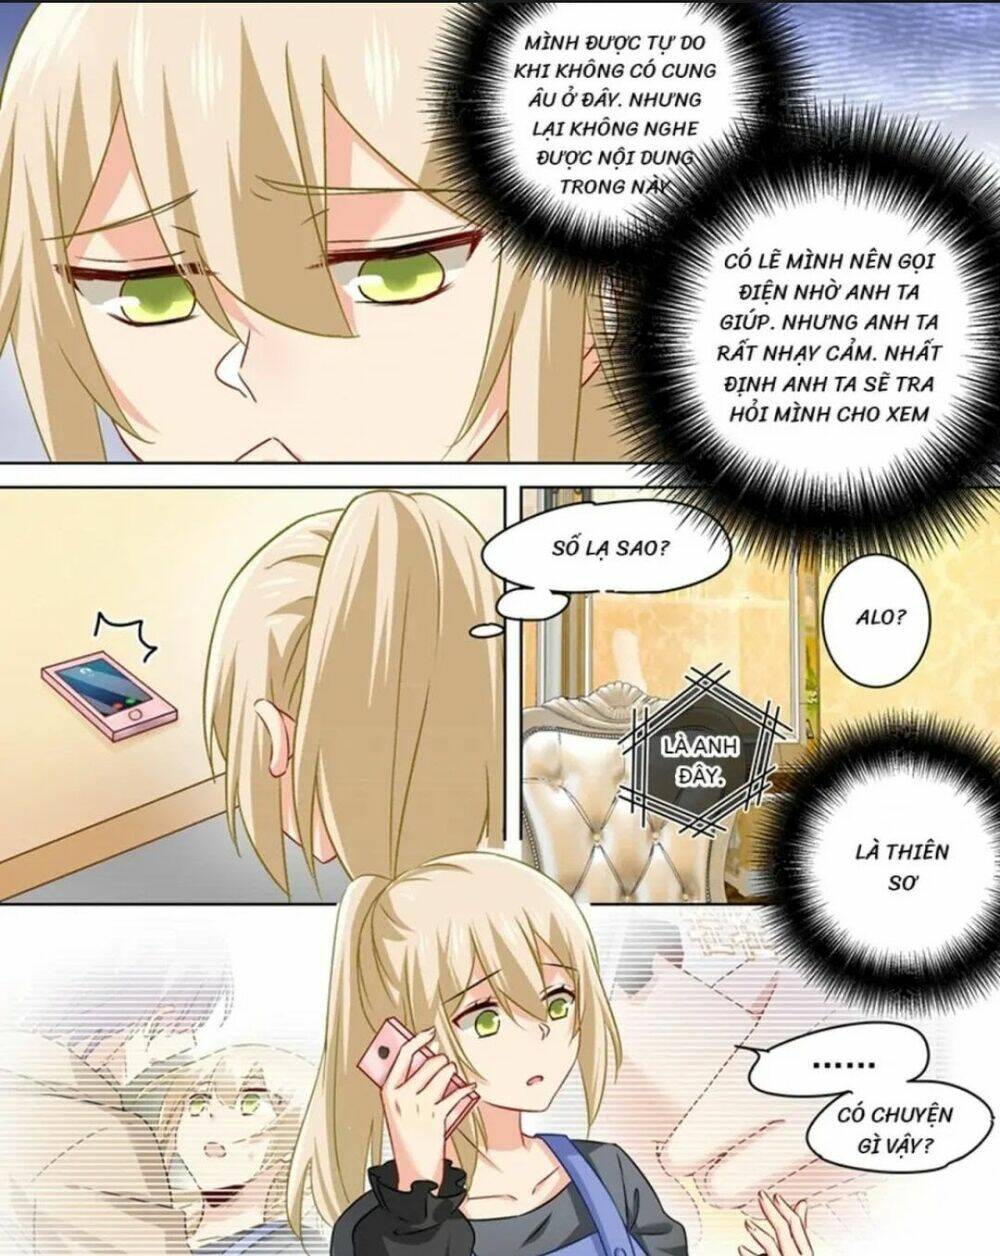 MÌNH ĐƯỢC TỰ DO
KHI KHÔNG CÓ CUNG
ÂU Ở ĐÂY. NHƯNG
LẠI KHÔNG NGHE
ĐƯỢC NỘI DUNG
TRONG NÀY
CÓ LẼ MÌNH NÊN GỌI
ĐIỆN NHỜ ANH TA
GIÚP. NHƯNG ANH TA
RẤT NHẠY CẢM. NHẤT
ĐỊNH ANH TA SẼ TRA
HỎI MÌNH CHO XEM
SỐ LẠ SAO?
ALO?
LÀ ANH
ĐÂY.
LÀ THIÊN
SƠ
......
CÓ CHUYỆN
GÌ VẬY?